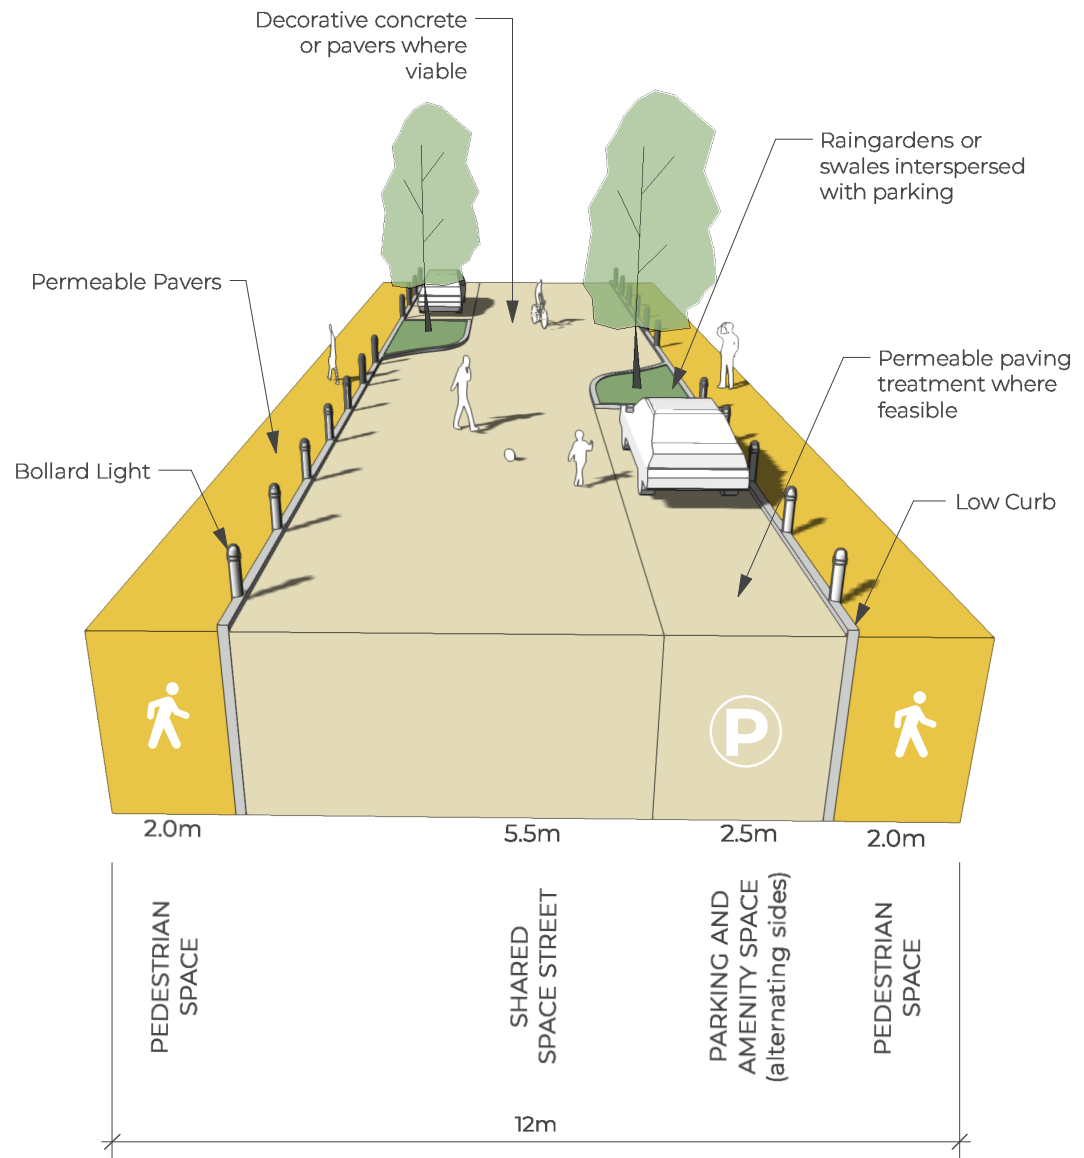 Decorative concrete
or pavers where
viable
Raingardens or
swales interspersed
with parking
Permeable Pavers
Permeable paving
treatment where
feasible
Bollard Light
Low Curb
P
2.0m
5.5m
2.5m
2.0m
PEDESTRIAN
SPACE
SHARED
SPACE STREET
PARKING AND
AMENITY SPACE
(alternating sides)
PEDESTRIAN
SPACE
12m